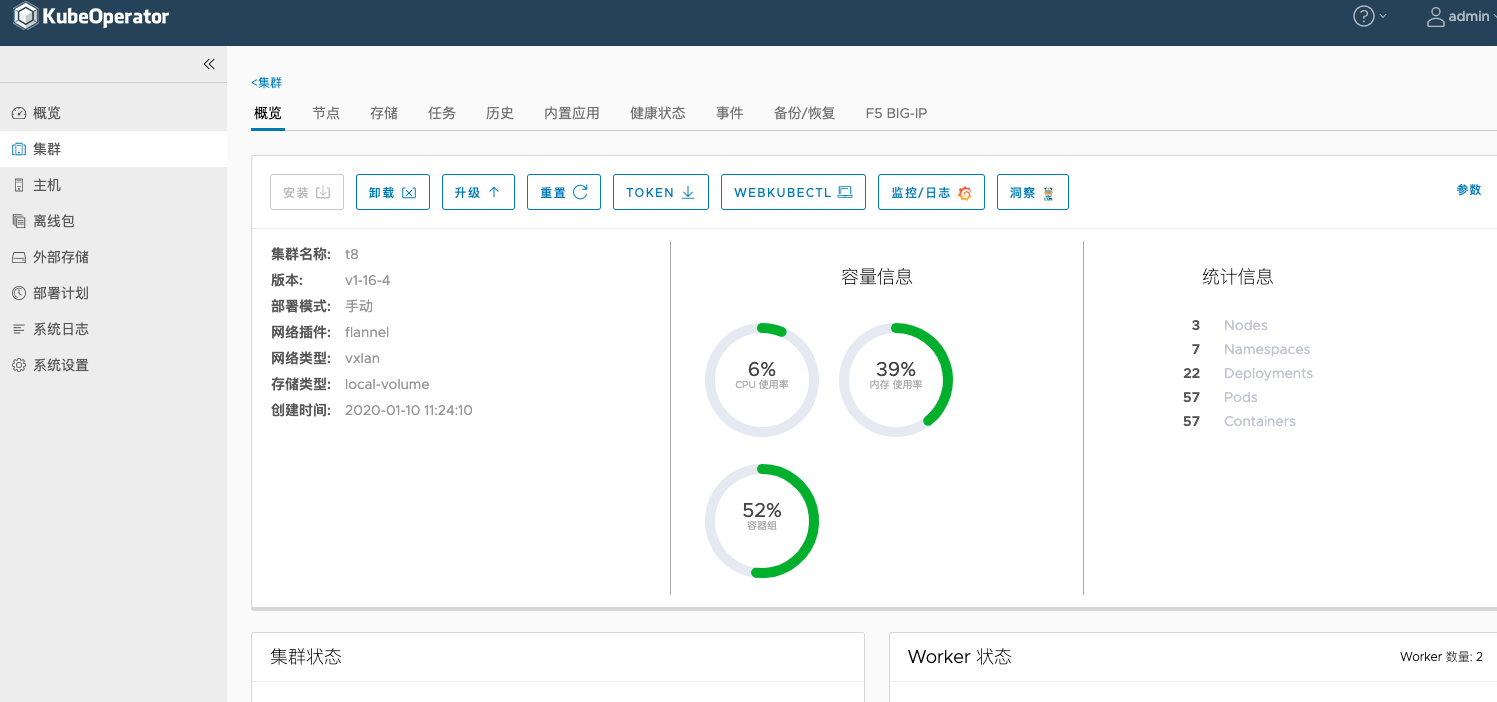 KubeOperator
admin
<集群
概览 节点 存储 任务 历史 内置应用 健康状态 事件 备份/恢复 F5 BIG-IP
概览
集群
主机
离线包
外部存储
部署计划
系统日志
系统设置
安装 卸载 升级 重置 TOKEN WEBKUBECTL 监控/日志 洞察 参数
集群名称: t8
版本: v1-16-4
部署模式: 手动
网络插件: flannel
网络类型: vxlan
存储类型: local-volume
创建时间: 2020-01-10 11:24:10
容量信息
6%
CPU 使用率
39%
内存 使用率
52%
容器组
统计信息
3 Nodes
7 Namespaces
22 Deployments
57 Pods
57 Containers
集群状态
Worker 状态 Worker 数量: 2